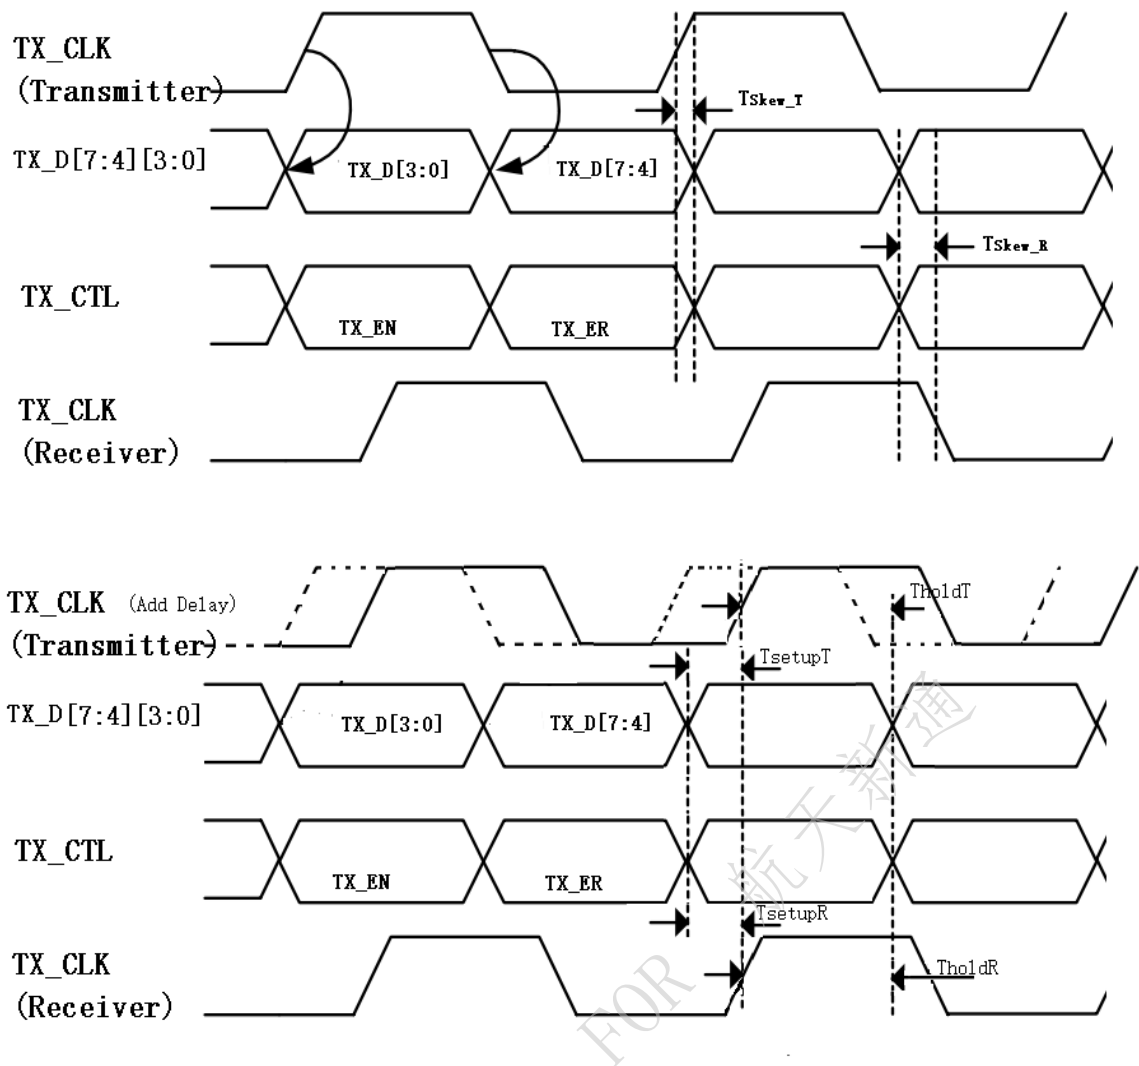 TX_CLK
(Transmitter)
Tskew_T
TX_D[7:4][3:0]
TX_D[3:0]
TX_D[7:4]
Tskew_R
TX_CTL
TX_EN
TX_ER
TX_CLK
(Receiver)
TX_CLK (Add Delay)
(Transmitter)
TholdT
TsetupT
TX_D[7:4][3:0]
TX_D[3:0]
TX_D[7:4]
TX_CTL
TX_EN
TX_ER
TsetupR
TX_CLK
(Receiver)
TholdR
FOR 航天新通